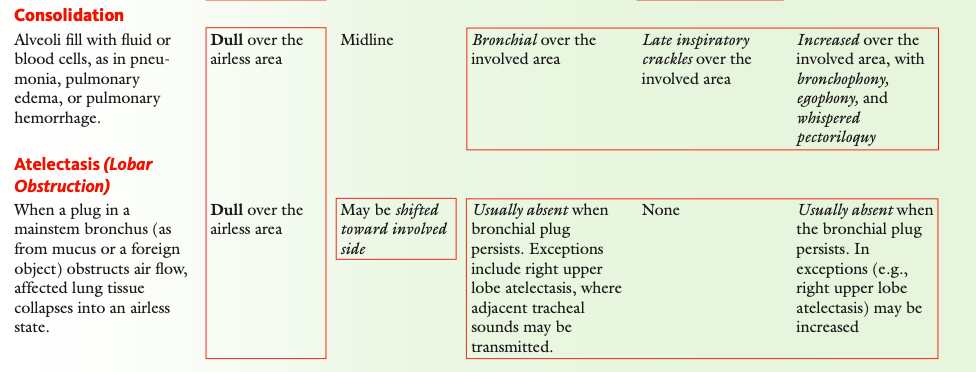 Consolidation
Alveoli fill with fluid or
blood cells, as in pneu-
monia, pulmonary
edema, or pulmonary
hemorrhage.
Dull over the
airless area
Midline
Bronchial over the
involved area
Late inspiratory
crackles over the
involved area
Increased over the
involved area, with
bronchophony,
egophony, and
whispered
pectoriloquy
Atelectasis (Lobar
Obstruction)
When a plug in a
mainstem bronchus (as
from mucus or a foreign
object) obstructs air flow,
affected lung tissue
collapses into an airless
state.
Dull over the
airless area
May be shifted
toward involved
side
Usually absent when
bronchial plug
persists. Exceptions
include right upper
lobe atelectasis, where
adjacent tracheal
sounds may be
transmitted.
None
Usually absent when
the bronchial plug
persists. In
exceptions (e.g.,
right upper lobe
atelectasis) may be
increased